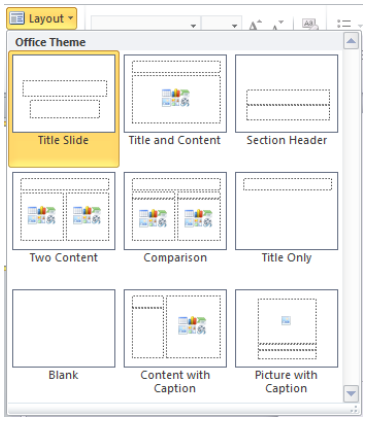 Layout
Office Theme
Title Slide
Title and Content
Section Header
Two Content
Comparison
Title Only
Blank
Content with
Caption
Picture with
Caption